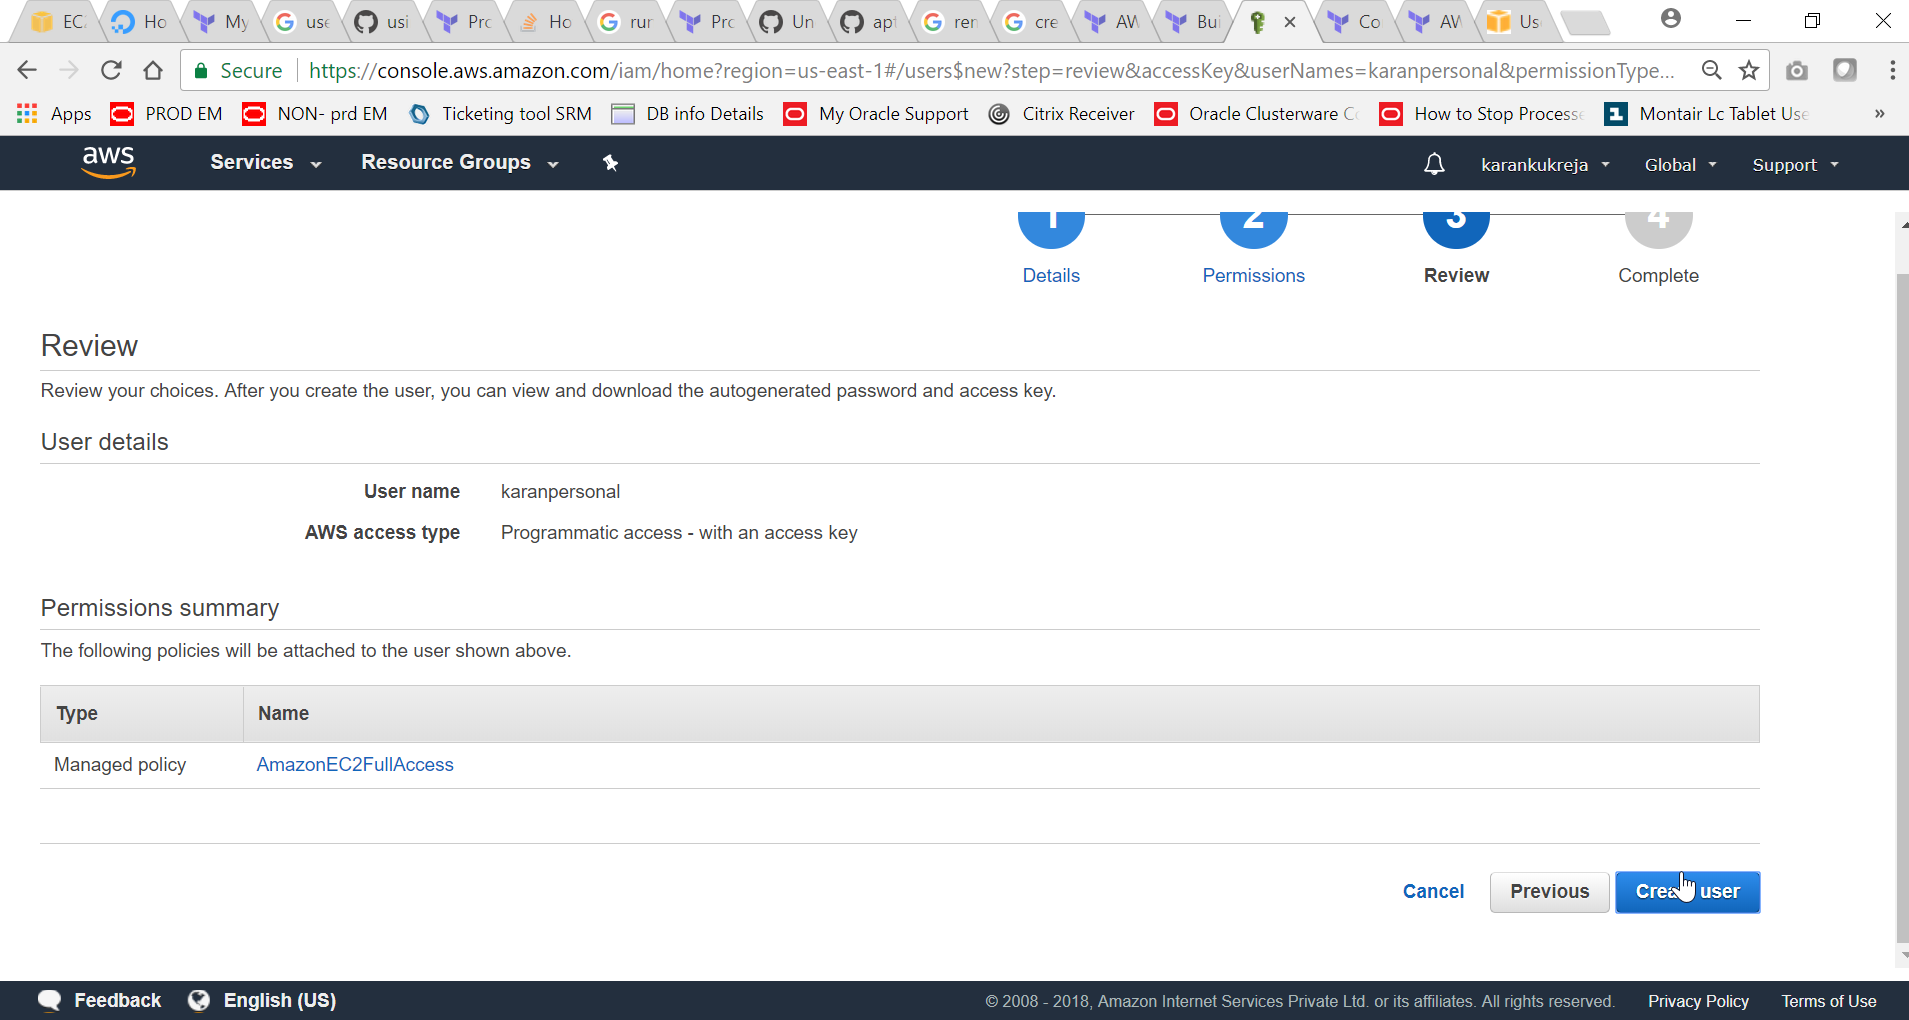 EC Ho My use usi Pro Ho rur Pro Un apt ren cre AW Bui Co AW Use
Secure https://console.aws.amazon.com/iam/home?region=us-east-1#/users$new?step=review&accessKey&userNames=karanpersonal&permissionType...
Apps PROD EM NON- prd EM Ticketing tool SRM DB info Details My Oracle Support Citrix Receiver Oracle Clusterware Co How to Stop Processe Montair Lc Tablet Use »
aws Services Resource Groups karankukreja Global Support
1 2 3 4
Details Permissions Review Complete
Review
Review your choices. After you create the user, you can view and download the autogenerated password and access key.
User details
User name karanpersonal
AWS access type Programmatic access - with an access key
Permissions summary
The following policies will be attached to the user shown above.
Type Name
Managed policy AmazonEC2FullAccess
Cancel Previous Create user
Feedback English (US) © 2008 - 2018, Amazon Internet Services Private Ltd. or its affiliates. All rights reserved. Privacy Policy Terms of Use